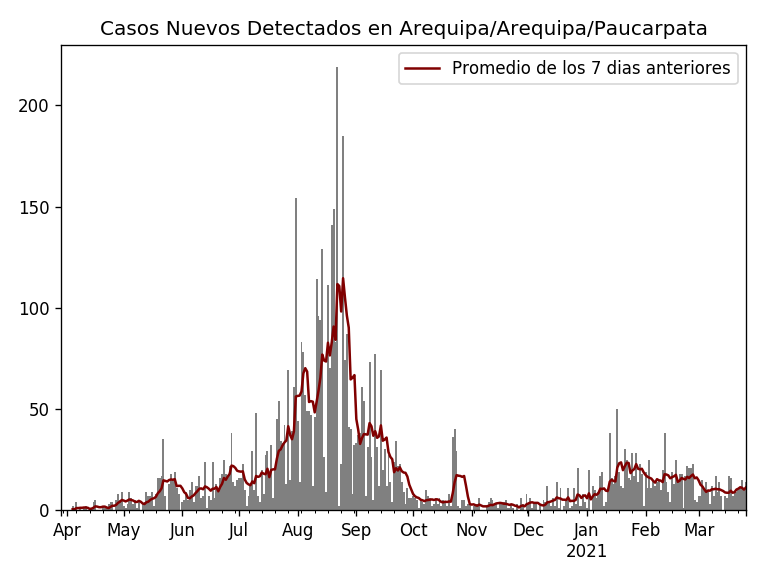 Casos Nuevos Detectados en Arequipa/Arequipa/Paucarpata
Promedio de los 7 dias anteriores
200
150
100
50
0
Apr May Jun Jul Aug Sep Oct Nov Dec Jan Feb Mar
2021